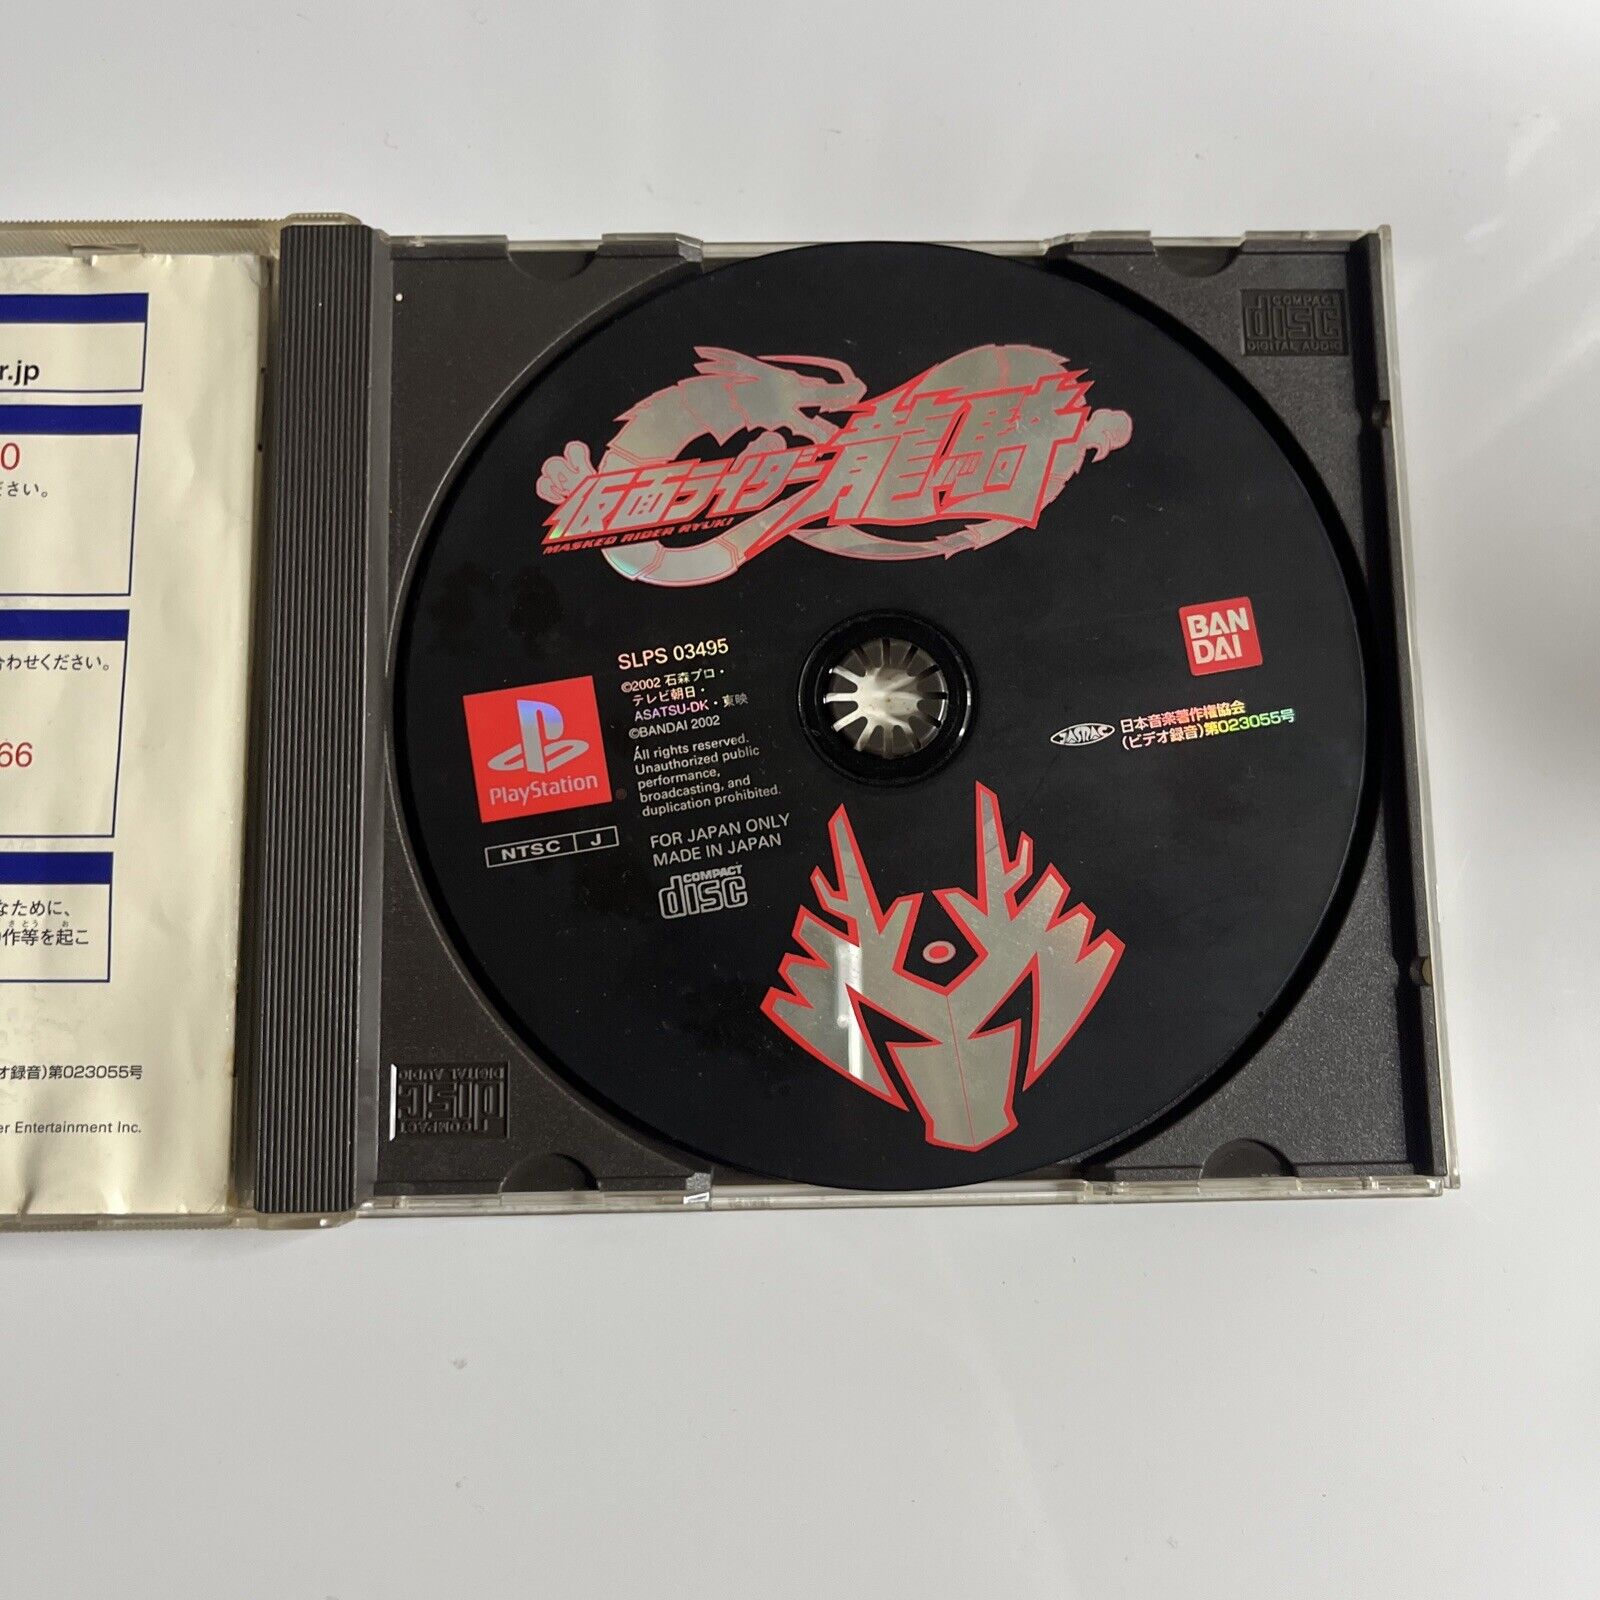 r.jp
0
ださい。
わせください。
66
なために、
さとう お
作等を起こ
オ録音)第023055号
er Entertainment Inc.
仮面ライダー龍騎
MASKED RIDER RYUKI
SLPS 03495
©2002 石森プロ・
テレビ朝日・
ASATSU-DK・東映
©BANDAI 2002
All rights reserved.
Unauthorized public
performance,
broadcasting, and
duplication prohibited.
PlayStation
®
NTSC J
FOR JAPAN ONLY
MADE IN JAPAN
COMPACT
disc
BAN
DAI
JASRAC
日本音楽著作権協会
(ビデオ録音)第023055号
COMPACT
disc
DIGITAL AUDIO
COMPACT
disc
DIGITAL AUDIO